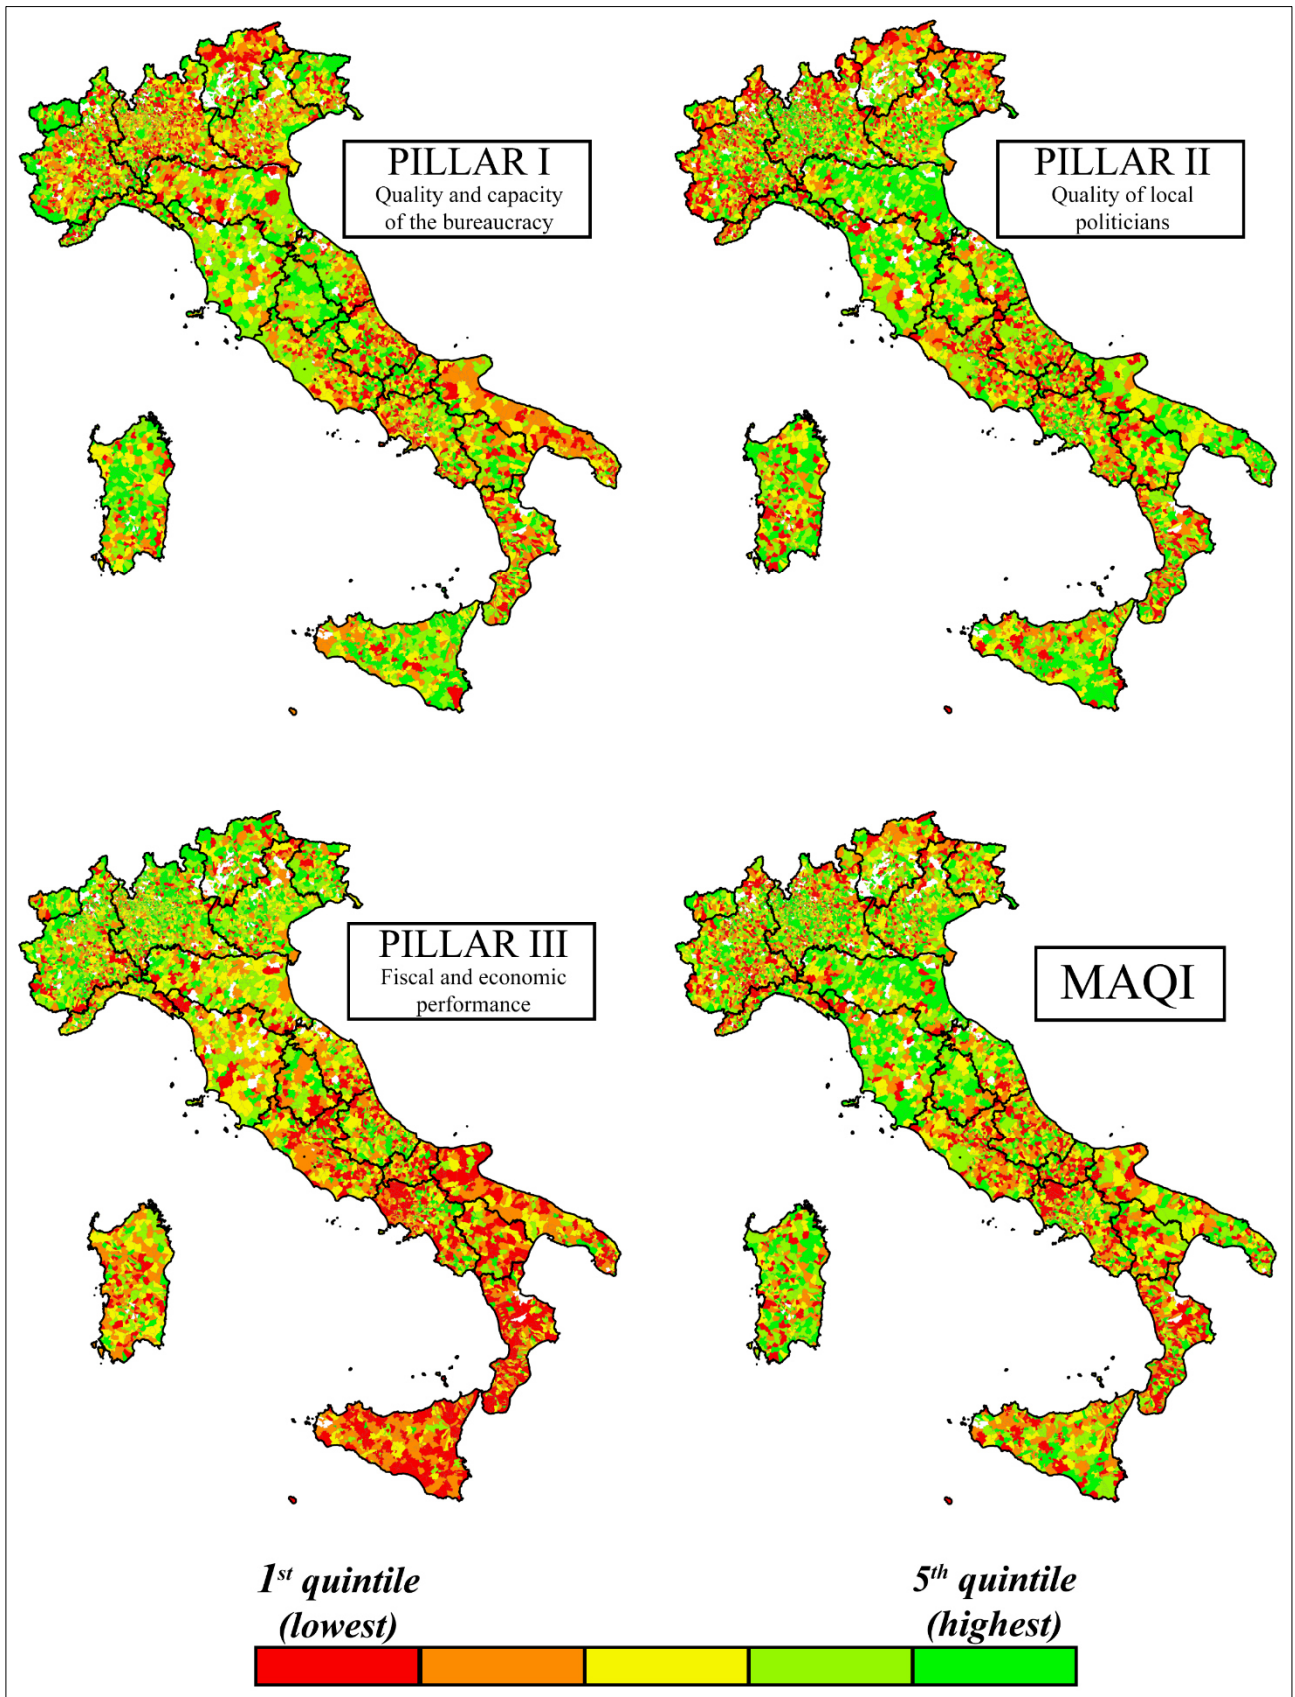 PILLAR I
Quality and capacity
of the bureaucracy
PILLAR II
Quality of local
politicians
PILLAR III
Fiscal and economic
performance
MAQI
1st quintile
(lowest)
5th quintile
(highest)